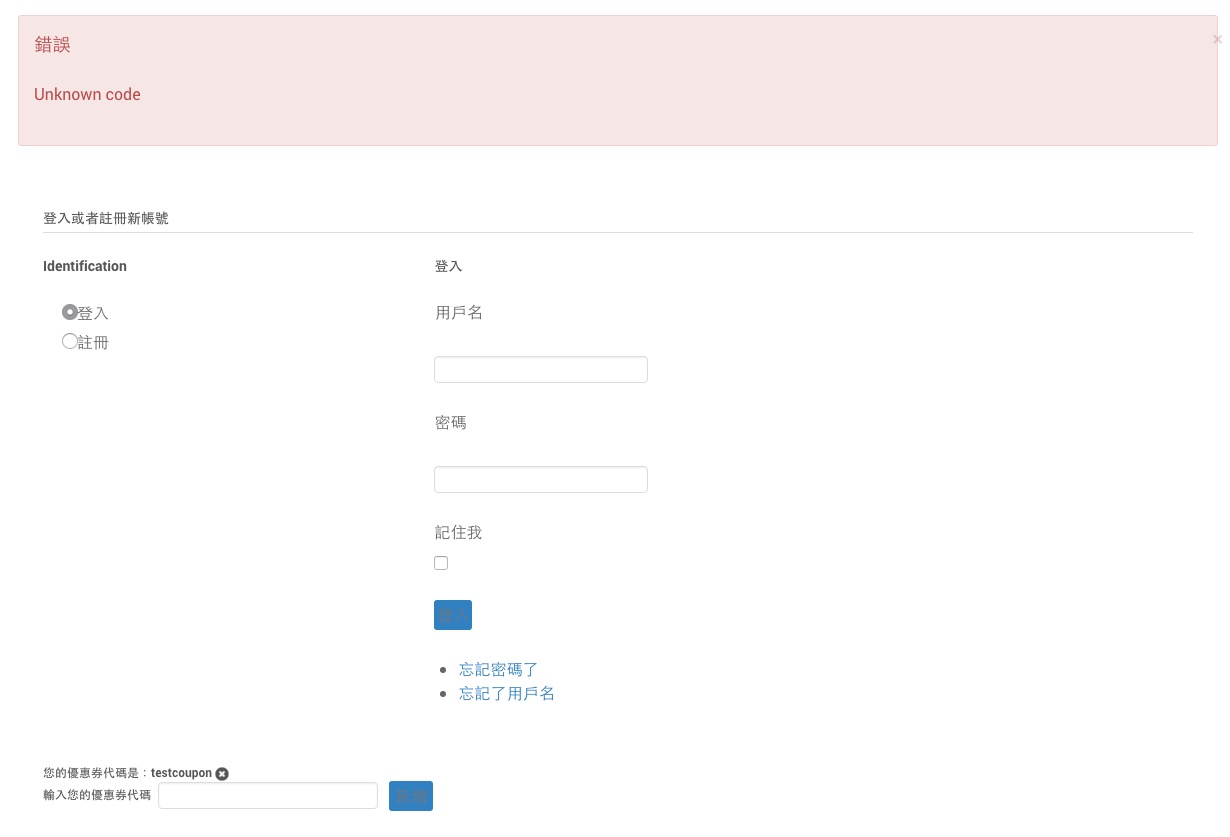 錯誤
Unknown code
登入或者註冊新帳號
Identification
登入
登入
註冊
用戶名
密碼
記住我
登入
忘記密碼了
忘記了用戶名
您的優惠券代碼是：testcoupon
輸入您的優惠券代碼